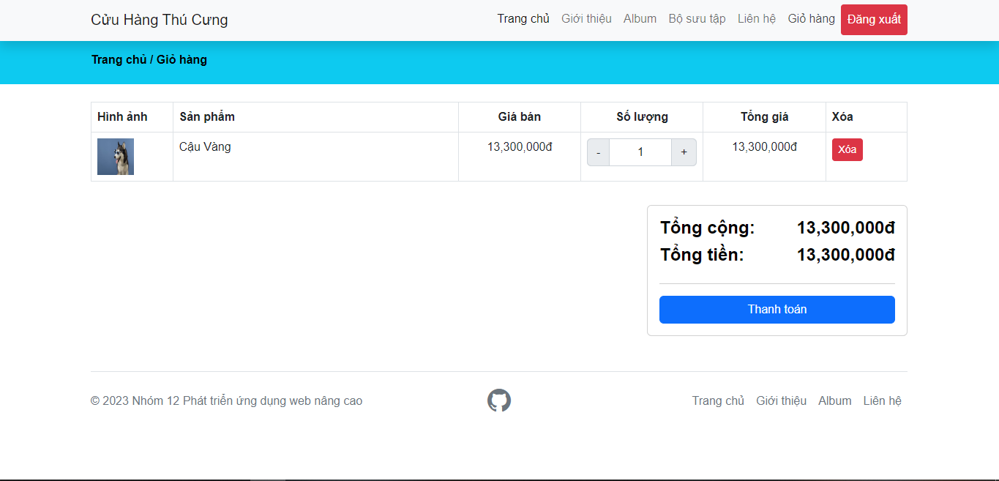 Cửu Hàng Thú Cưng
Trang chủ Giới thiệu Album Bộ sưu tập Liên hệ Giỏ hàng Đăng xuất
Trang chủ / Giỏ hàng
Hình ảnh Sản phẩm Giá bán Số lượng Tổng giá Xóa
Cậu Vàng 13,300,000đ - 1 + 13,300,000đ Xóa
Tổng cộng: 13,300,000đ
Tổng tiền: 13,300,000đ
Thanh toán
© 2023 Nhóm 12 Phát triển ứng dụng web nâng cao Trang chủ Giới thiệu Album Liên hệ